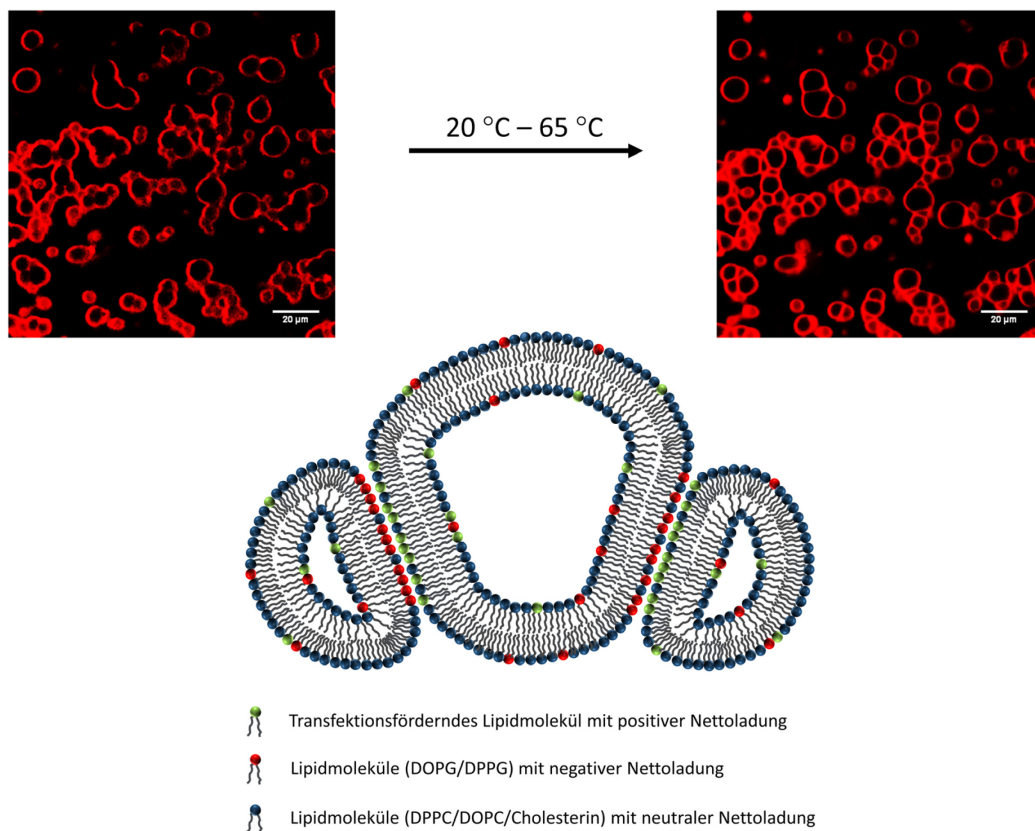 20 °C – 65 °C
20 µm
20 µm
Transfektionsförderndes Lipidmolekül mit positiver Nettoladung
Lipidmoleküle (DOPG/DPPG) mit negativer Nettoladung
Lipidmoleküle (DPPC/DOPC/Cholesterin) mit neutraler Nettoladung